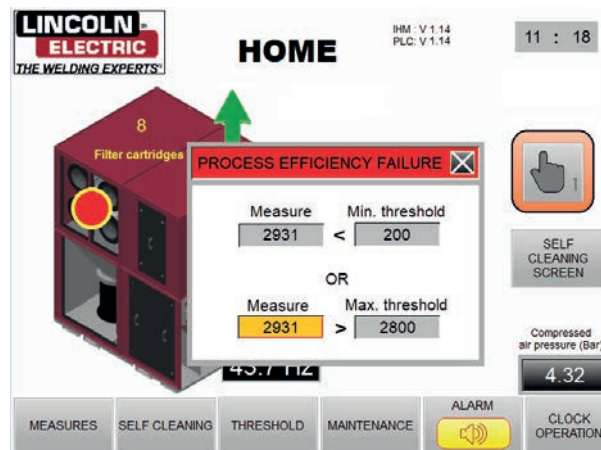 LINCOLN
ELECTRIC
THE WELDING EXPERTS®
HOME
IHM : V 1.14
PLC: V 1.14
11 : 18
8
Filter cartridges
PROCESS EFFICIENCY FAILURE
Measure Min. threshold
2931 < 200
OR
Measure Max. threshold
2931 > 2800
1
SELF
CLEANING
SCREEN
Compressed
air pressure (Bar)
4.32
MEASURES
SELF CLEANING
THRESHOLD
MAINTENANCE
ALARM
CLOCK
OPERATION